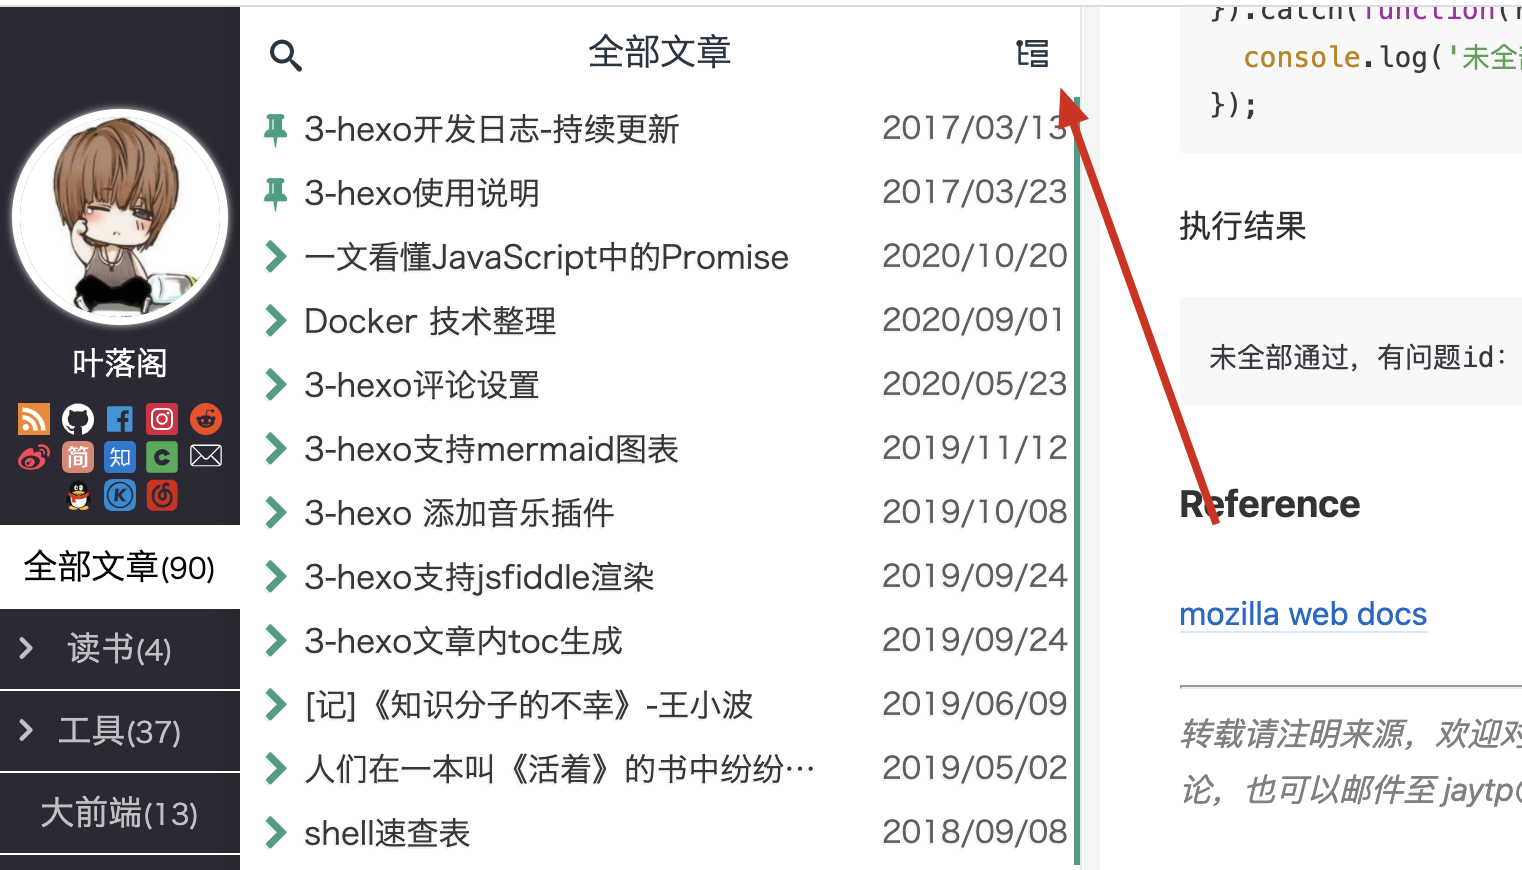 全部文章
3-hexo开发日志-持续更新 2017/03/13
3-hexo使用说明 2017/03/23
一文看懂JavaScript中的Promise 2020/10/20
Docker 技术整理 2020/09/01
3-hexo评论设置 2020/05/23
3-hexo支持mermaid图表 2019/11/12
3-hexo 添加音乐插件 2019/10/08
3-hexo支持jsfiddle渲染 2019/09/24
3-hexo文章内toc生成 2019/09/24
[记]《知识分子的不幸》-王小波 2019/06/09
人们在一本叫《活着》的书中纷纷… 2019/05/02
shell速查表 2018/09/08
叶落阁
简 知
全部文章(90)
读书(4)
工具(37)
大前端(13)
}).catch(function(
console.log('未全
});
执行结果
未全部通过，有问题id:
Reference
mozilla web docs
转载请注明来源，欢迎对
论，也可以邮件至 jaytp@